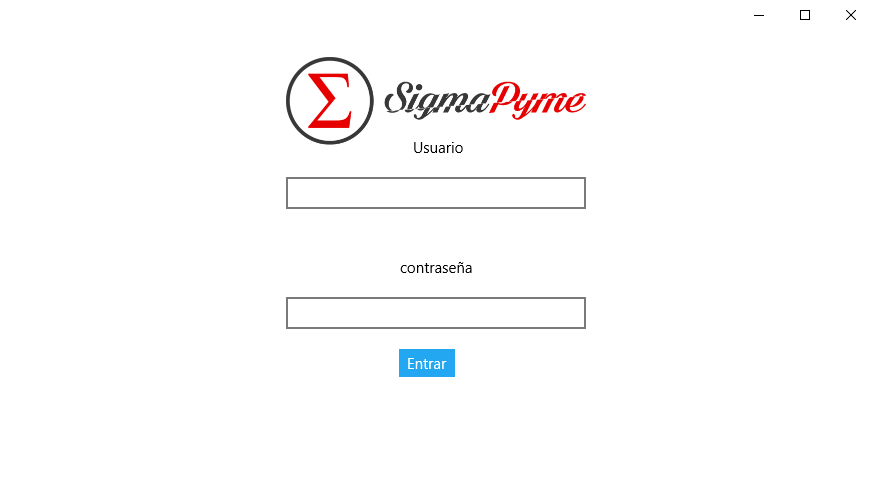 Σ SigmaPyme
Usuario
contraseña
Entrar